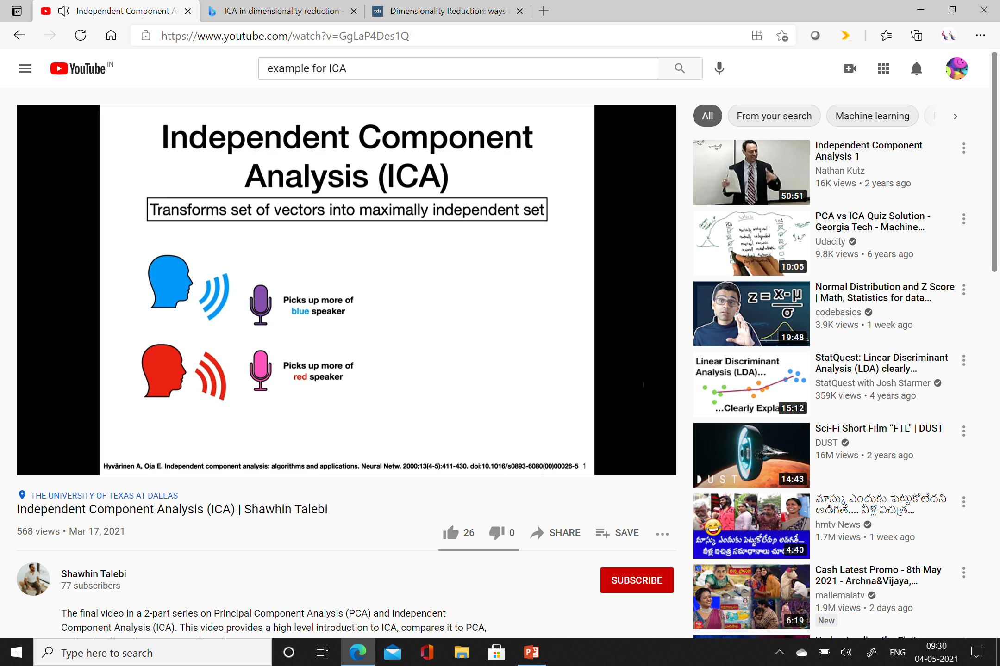 Independent Component A
ICA in dimensionality reduction -
tds
Dimensionality Reduction: ways a
https://www.youtube.com/watch?v=GgLaP4Des1Q
YouTube IN
example for ICA
Independent Component
Analysis (ICA)
Transforms set of vectors into maximally independent set
Picks up more of
blue speaker
Picks up more of
red speaker
Hyvärinen A, Oja E. Independent component analysis: algorithms and applications. Neural Netw. 2000;13(4-5):411-430. doi:10.1016/s0893-6080(00)00026-5 1
THE UNIVERSITY OF TEXAS AT DALLAS
Independent Component Analysis (ICA) | Shawhin Talebi
568 views • Mar 17, 2021
26
0
SHARE
SAVE
Shawhin Talebi
77 subscribers
SUBSCRIBE
The final video in a 2-part series on Principal Component Analysis (PCA) and Independent
Component Analysis (ICA). This video provides a high level introduction to ICA, compares it to PCA,
All
From your search
Machine learning
50:51
Independent Component
Analysis 1
Nathan Kutz
16K views • 2 years ago
PCA
ICA
10:05
PCA vs ICA Quiz Solution -
Georgia Tech - Machine...
Udacity
9.8K views • 6 years ago
z = x-μ
σ
19:48
Normal Distribution and Z Score
| Math, Statistics for data...
codebasics
3.9K views • 1 week ago
Linear Discriminant
Analysis (LDA)...
...Clearly Expla
15:12
StatQuest: Linear Discriminant
Analysis (LDA) clearly...
StatQuest with Josh Starmer
359K views • 4 years ago
DUST
14:43
Sci-Fi Short Film “FTL" | DUST
DUST
16M views • 2 years ago
మాస్కు ఎందుకు పెట్టుకోలేదని అడిగితే....
వీళ్ల విచిత్ర సమాధానాలు చూ
4:40
మాస్కు ఎందుకు పెట్టుకోలేదని
అడిగితే.... వీళ్ల విచిత్ర...
hmtv News
1.7M views • 1 week ago
6:19
Cash Latest Promo - 8th May
2021 - Archna&Vijaya,...
mallemalatv
1.9M views • 2 days ago
New
Type here to search
ENG
09:30
04-05-2021